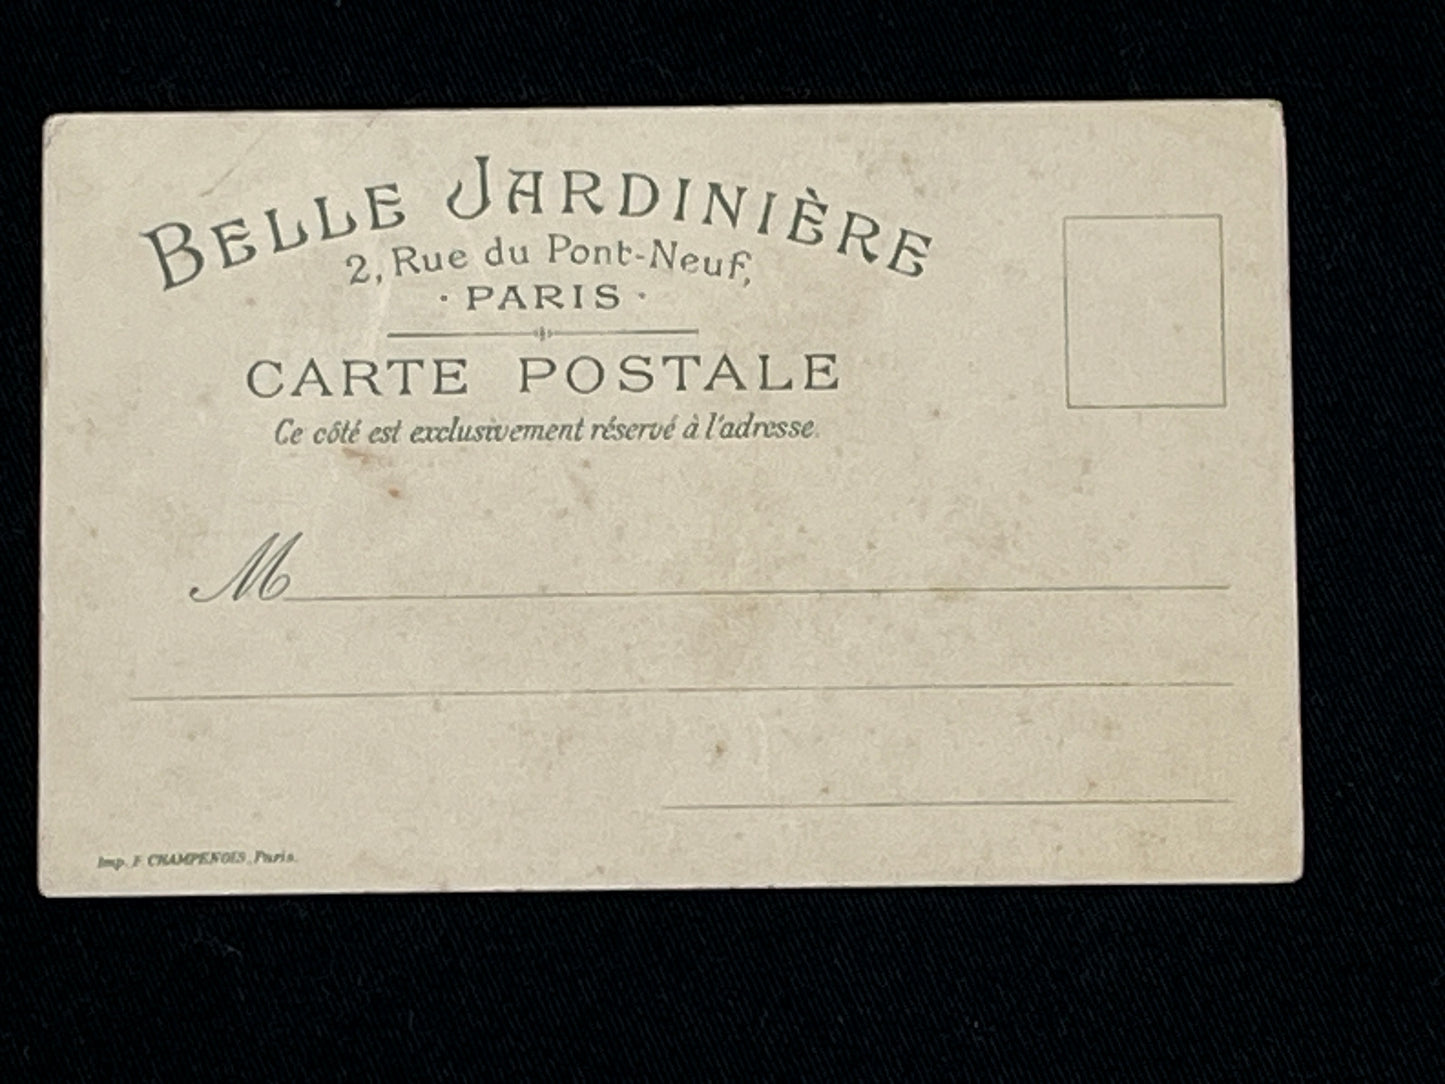 BELLE JARDINIÈRE
2, Rue du Pont-Neuf,
· PARIS ·
CARTE POSTALE
Ce côté est exclusivement réservé à l'adresse.
M
Imp. F. CHAMPENOIS, Paris.